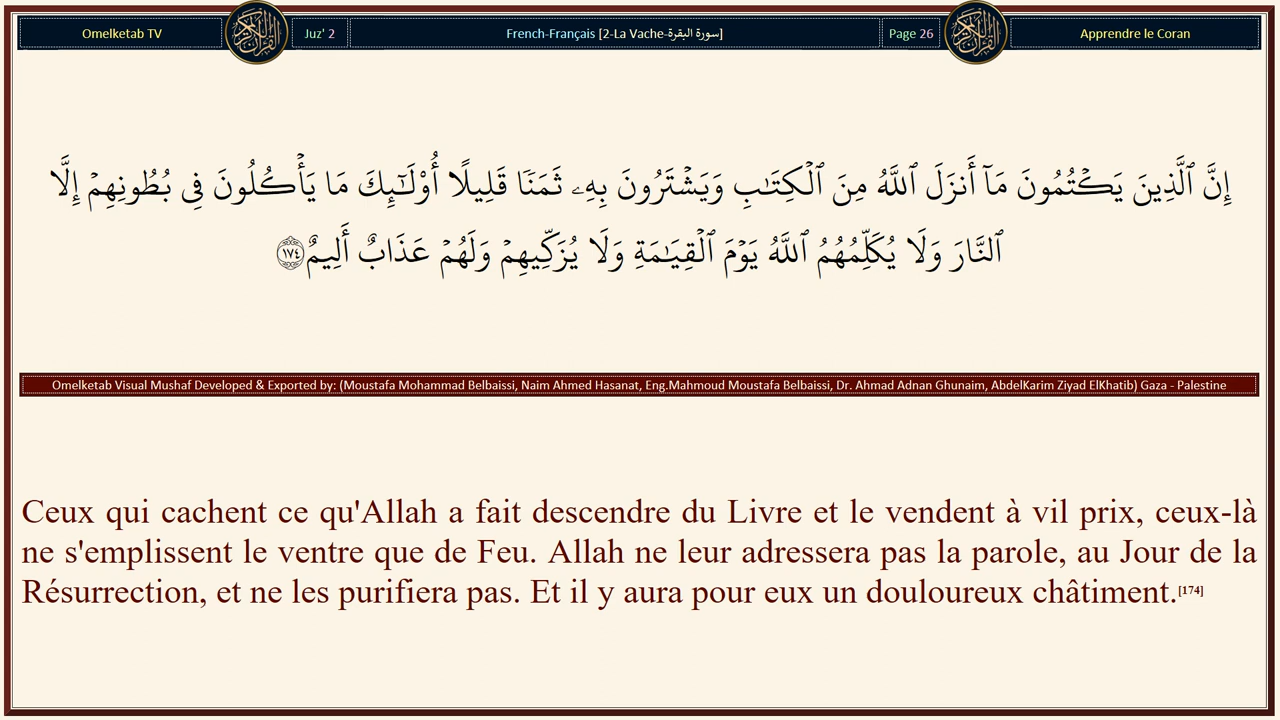 Omelketab TV
Juz' 2
French-Français [2-La Vache-سورة البقرة]
Page 26
Apprendre le Coran
إِنَّ ٱلَّذِينَ يَكۡتُمُونَ مَآ أَنزَلَ ٱللَّهُ مِنَ ٱلۡكِتَٰبِ وَيَشۡتَرُونَ بِهِۦ ثَمَنٗا قَلِيلًا أُوْلَٰٓئِكَ مَا يَأۡكُلُونَ فِي بُطُونِهِمۡ إِلَّا
ٱلنَّارَ وَلَا يُكَلِّمُهُمُ ٱللَّهُ يَوۡمَ ٱلۡقِيَٰمَةِ وَلَا يُزَكِّيهِمۡ وَلَهُمۡ عَذَابٌ أَلِيمٌ ١٧٤
Omelketab Visual Mushaf Developed & Exported by: (Moustafa Mohammad Belbaissi, Naim Ahmed Hasanat, Eng.Mahmoud Moustafa Belbaissi, Dr. Ahmad Adnan Ghunaim, AbdelKarim Ziyad ElKhatib) Gaza - Palestine
Ceux qui cachent ce qu'Allah a fait descendre du Livre et le vendent à vil prix, ceux-là
ne s'emplissent le ventre que de Feu. Allah ne leur adressera pas la parole, au Jour de la
Résurrection, et ne les purifiera pas. Et il y aura pour eux un douloureux châtiment.[174]